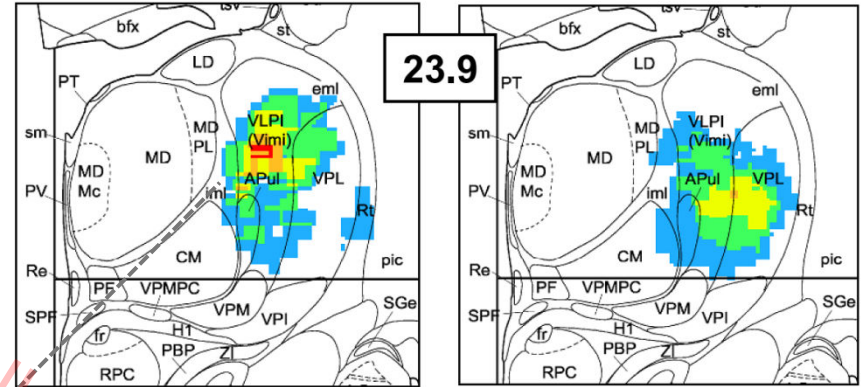 tsv
bfx
st
LD
PT
eml
VLPI
(Vimi)
sm
MD
PL
MD
Mc
MD
APul
VPL
PV
iml
Rt
CM
Re
pic
PF
VPMPC
SPF
VPM
VPI
SGe
fr
H1
PBP
ZI
RPC
23.9
tsv
bfx
st
LD
PT
eml
VLPI
(Vimi)
sm
MD
PL
MD
Mc
MD
APul
VPL
PV
iml
Rt
CM
Re
pic
PF
VPMPC
SPF
VPM
VPI
SGe
fr
H1
PBP
ZI
RPC